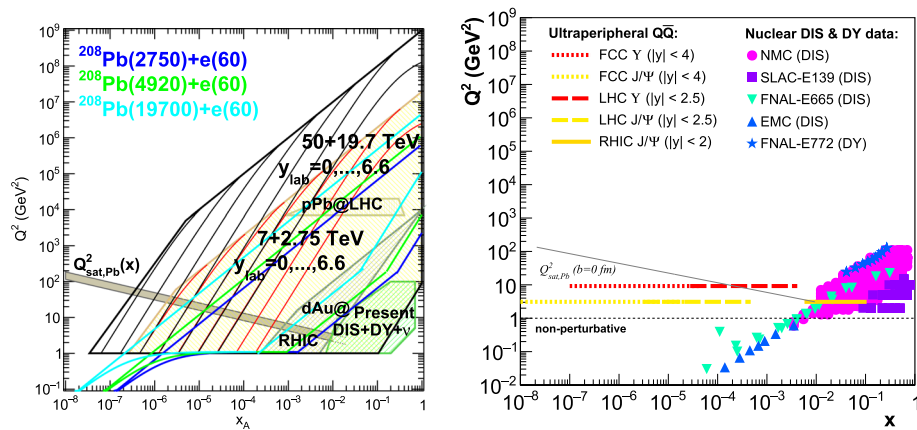 Q² (GeV²)
10⁹
10⁸
10⁷
10⁶
10⁵
10⁴
10³
10²
10
1
10⁻¹
²⁰⁸Pb(2750)+e(60)
²⁰⁸Pb(4920)+e(60)
²⁰⁸Pb(19700)+e(60)
50+19.7 TeV
y_lab=0,...,6.6
pPb@LHC
7+2.75 TeV
y_lab=0,...,6.6
Q²_sat,Pb(x)
dAu@
RHIC
Present
DIS+DY+ν
10⁻⁸ 10⁻⁷ 10⁻⁶ 10⁻⁵ 10⁻⁴ 10⁻³ 10⁻² 10⁻¹ 1
x_A
Q² (GeV²)
10⁹
10⁸
10⁷
10⁶
10⁵
10⁴
10³
10²
10
1
10⁻¹
10⁻²
Ultraperipheral QQ̅:
FCC ϒ (|y| < 4)
FCC J/Ψ (|y| < 4)
LHC ϒ (|y| < 2.5)
LHC J/Ψ (|y| < 2.5)
RHIC J/Ψ (|y| < 2)
Nuclear DIS & DY data:
NMC (DIS)
SLAC-E139 (DIS)
FNAL-E665 (DIS)
EMC (DIS)
FNAL-E772 (DY)
Q²_sat,Pb (b=0 fm)
non-perturbative
10⁻⁸ 10⁻⁷ 10⁻⁶ 10⁻⁵ 10⁻⁴ 10⁻³ 10⁻² 10⁻¹ 1
x